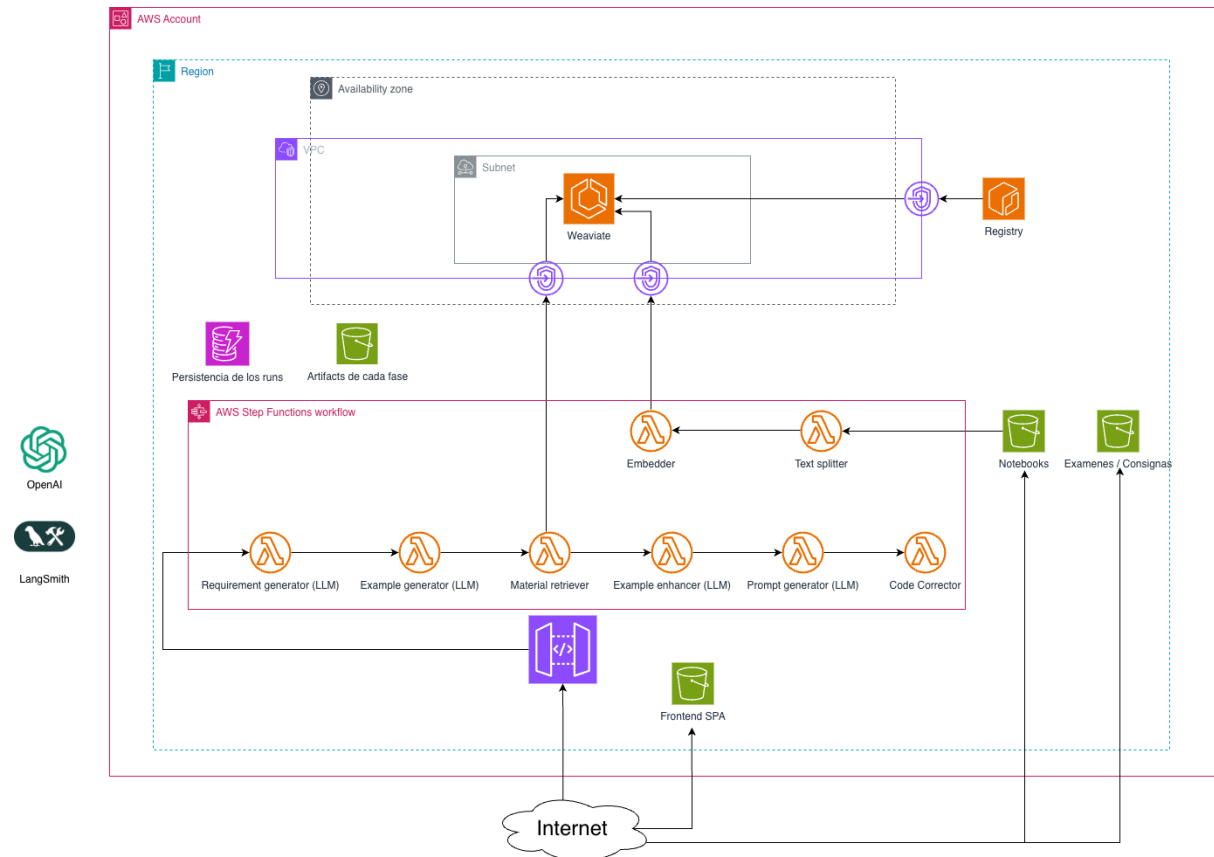 AWS Account
Region
Availability zone
VPC
Subnet
Weaviate
Registry
Persistencia de los runs
Artifacts de cada fase
AWS Step Functions workflow
OpenAI
Embedder
Text splitter
Notebooks
Examenes / Consignas
LangSmith
Requirement generator (LLM)
Example generator (LLM)
Material retriever
Example enhancer (LLM)
Prompt generator (LLM)
Code Corrector
</>
Frontend SPA
Internet